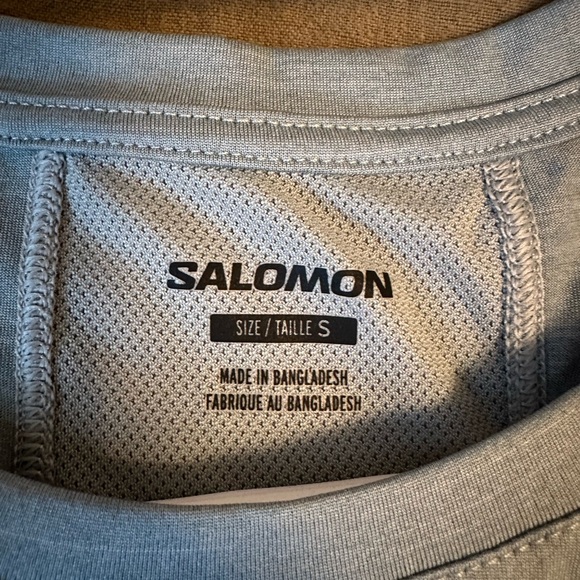 SALOMON
SIZE / TAILLE S
MADE IN BANGLADESH
FABRIQUE AU BANGLADESH